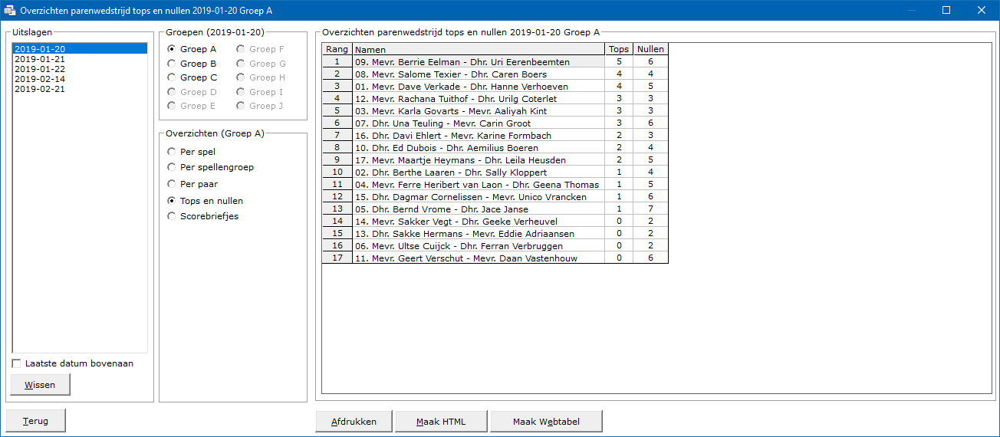 Overzichten parenwedstrijd tops en nullen 2019-01-20 Groep A
Uitslagen
2019-01-20
2019-01-21
2019-01-22
2019-02-14
2019-02-21
Laatste datum bovenaan
Wissen
Terug
Groepen (2019-01-20)
Groep A Groep F
Groep B Groep G
Groep C Groep H
Groep D Groep I
Groep E Groep J
Overzichten (Groep A)
Per spel
Per spellengroep
Per paar
Tops en nullen
Scorebriefjes
Overzichten parenwedstrijd tops en nullen 2019-01-20 Groep A
Rang Namen Tops Nullen
1 09. Mevr. Berrie Eelman - Dhr. Uri Eerenbeemten 5 6
2 08. Mevr. Salome Texier - Dhr. Caren Boers 4 4
3 01. Mevr. Dave Verkade - Dhr. Hanne Verhoeven 4 5
4 12. Mevr. Rachana Tuithof - Dhr. Urilg Coterlet 3 3
5 03. Mevr. Karla Govarts - Mevr. Aaliyah Kint 3 3
6 07. Dhr. Una Teuling - Mevr. Carin Groot 3 6
7 16. Dhr. Davi Ehlert - Mevr. Karine Formbach 2 3
8 10. Dhr. Ed Dubois - Dhr. Aemilius Boeren 2 4
9 17. Mevr. Maartje Heymans - Dhr. Leila Heusden 2 5
10 02. Dhr. Berthe Laaren - Dhr. Sally Kloppert 1 4
11 04. Mevr. Ferre Heribert van Laon - Dhr. Geena Thomas 1 5
12 15. Dhr. Dagmar Cornelissen - Mevr. Unico Vrancken 1 6
13 05. Dhr. Bernd Vrome - Dhr. Jace Janse 1 7
14 14. Mevr. Sakker Vegt - Dhr. Geeke Verheuvel 0 2
15 13. Dhr. Sakke Hermans - Mevr. Eddie Adriaansen 0 2
16 06. Mevr. Ultse Cuijck - Dhr. Ferran Verbruggen 0 2
17 11. Mevr. Geert Verschut - Mevr. Daan Vastenhouw 0 6
Afdrukken Maak HTML Maak Webtabel